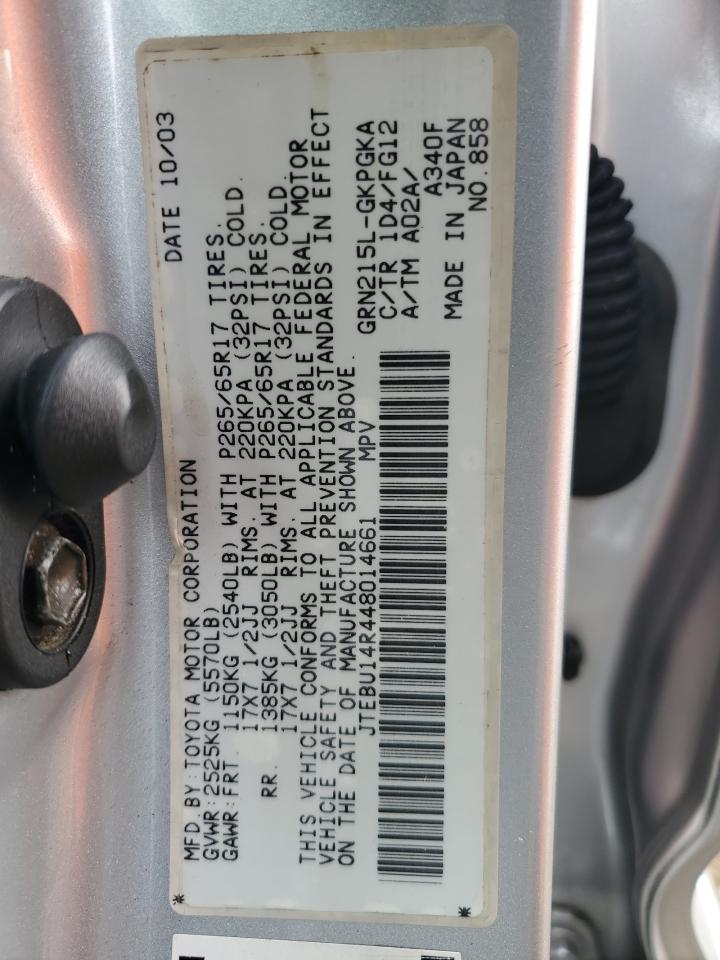 MFD. BY: TOYOTA MOTOR CORPORATION DATE 10/03
GVWR: 2525KG (5570LB)
GAWR: FRT. 1150KG (2540LB) WITH P265/65R17 TIRES.
17X7 1/2JJ RIMS. AT 220KPA (32PSI) COLD.
RR. 1385KG (3050LB) WITH P265/65R17 TIRES.
17X7 1/2JJ RIMS. AT 220KPA (32PSI) COLD.
THIS VEHICLE CONFORMS TO ALL APPLICABLE FEDERAL MOTOR
VEHICLE SAFETY AND THEFT PREVENTION STANDARDS IN EFFECT
ON THE DATE OF MANUFACTURE SHOWN ABOVE.
JTEBU14R448014661 MPV
GRN215L-GKPGKA
C/TR 1D4/FG12
A/TM A02A/
A340F
MADE IN JAPAN
NO.858